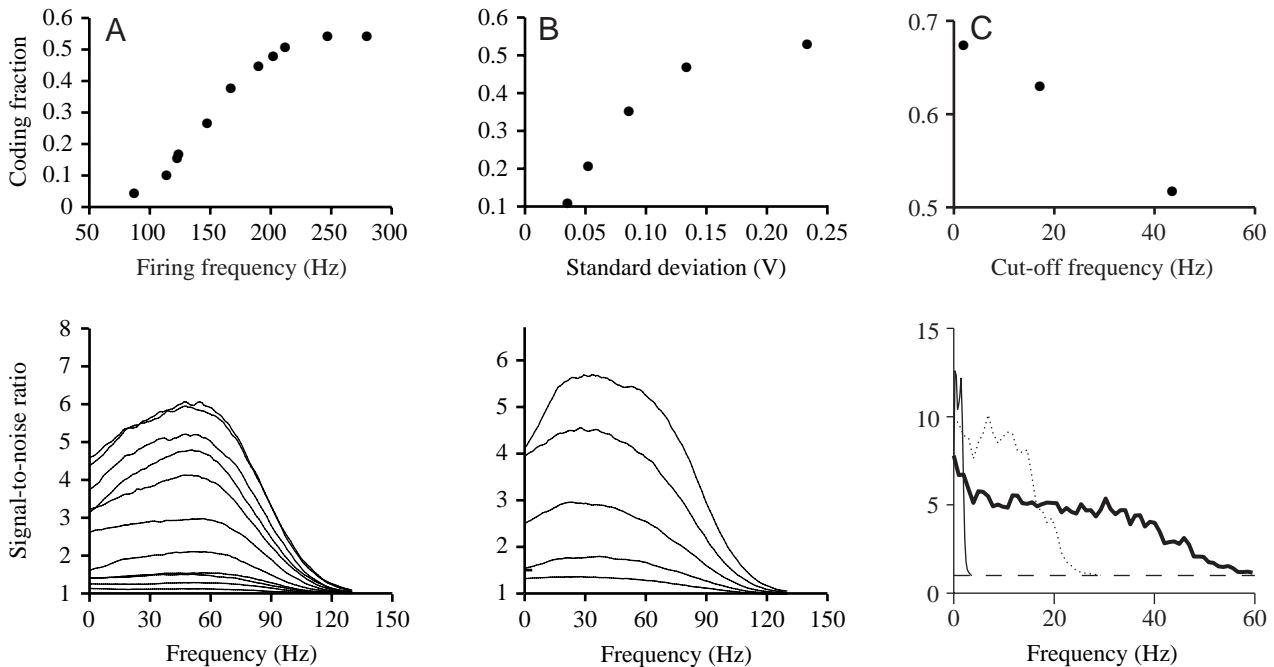 A
Coding fraction
0.6
0.5
0.4
0.3
0.2
0.1
0
50 100 150 200 250 300
Firing frequency (Hz)
B
0.6
0.5
0.4
0.3
0.2
0.1
0 0.05 0.10 0.15 0.20 0.25
Standard deviation (V)
C
0.7
0.6
0.5
0 20 40 60
Cut-off frequency (Hz)
Signal-to-noise ratio
8
7
6
5
4
3
2
1
0 30 60 90 120 150
Frequency (Hz)
6
5
4
3
2
1
0 30 60 90 120 150
Frequency (Hz)
15
10
5
0
0 20 40 60
Frequency (Hz)